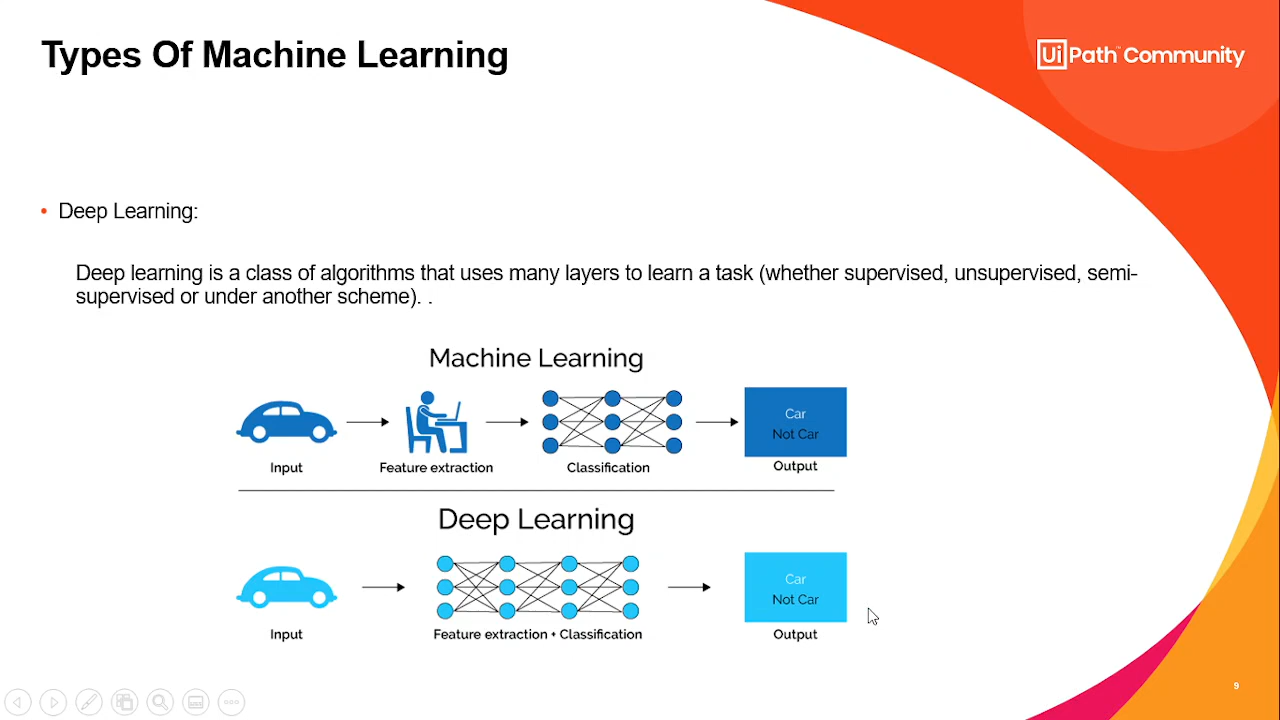 Types Of Machine Learning
UiPath Community
• Deep Learning:
Deep learning is a class of algorithms that uses many layers to learn a task (whether supervised, unsupervised, semi-
supervised or under another scheme). .
Machine Learning
Car
Not Car
Input
Feature extraction
Classification
Output
Deep Learning
Car
Not Car
Input
Feature extraction + Classification
Output
9